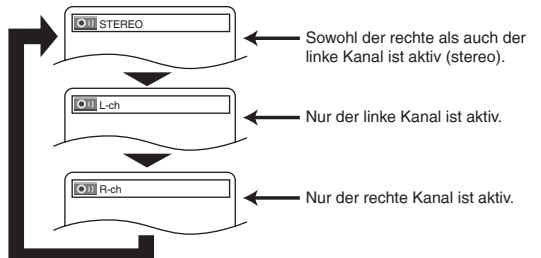 STEREO
Sowohl der rechte als auch der
linke Kanal ist aktiv (stereo).
L-ch
Nur der linke Kanal ist aktiv.
R-ch
Nur der rechte Kanal ist aktiv.